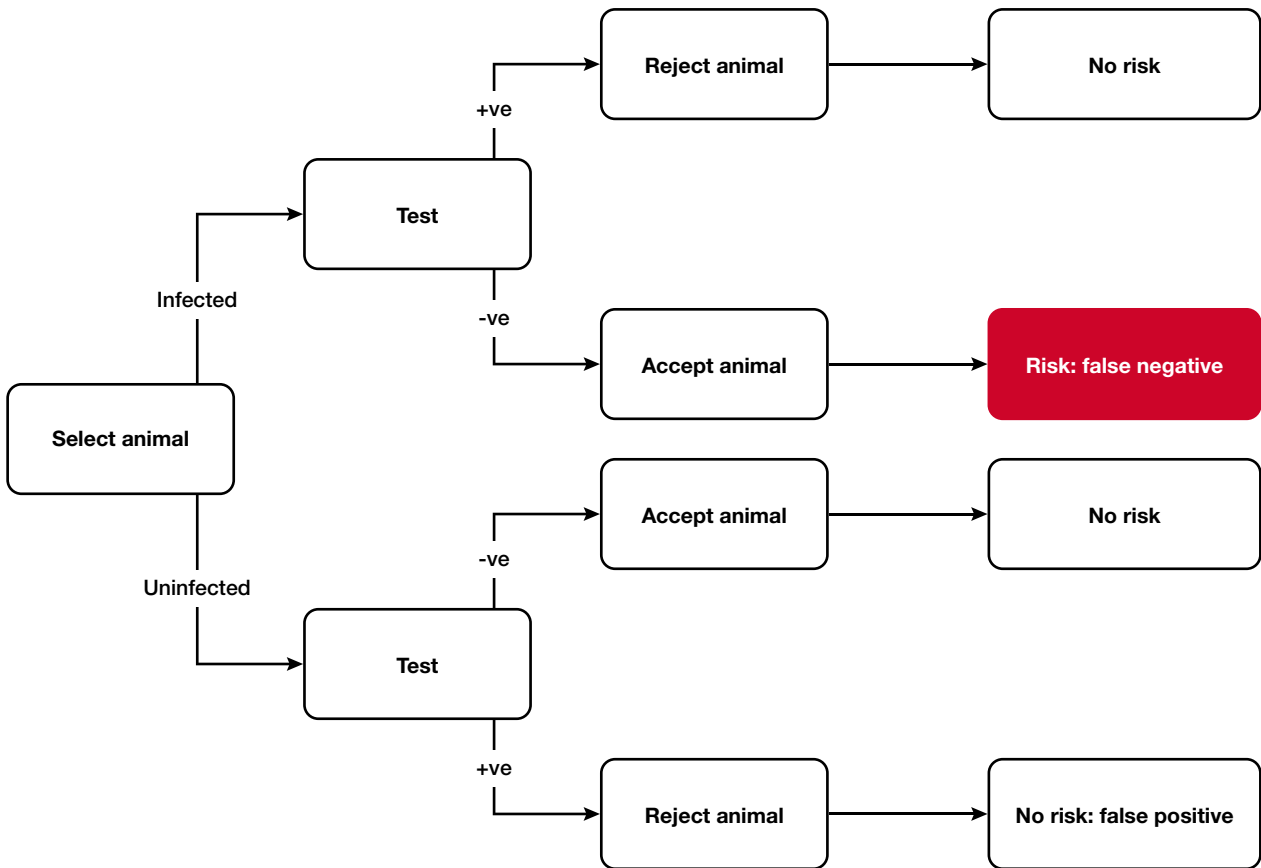 Reject animal
No risk
+ve
Test
Infected
-ve
Accept animal
Risk: false negative
Select animal
Accept animal
No risk
-ve
Uninfected
Test
+ve
Reject animal
No risk: false positive